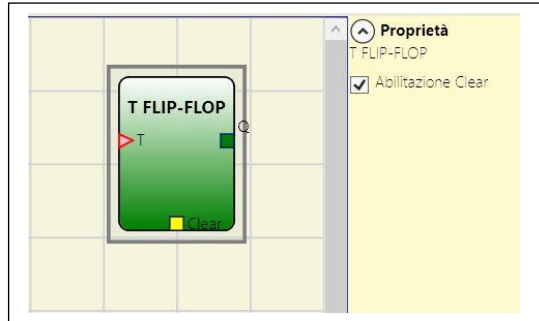 T FLIP-FLOP
Q
T
Clear
Proprietà
T FLIP-FLOP
Abilitazione Clear